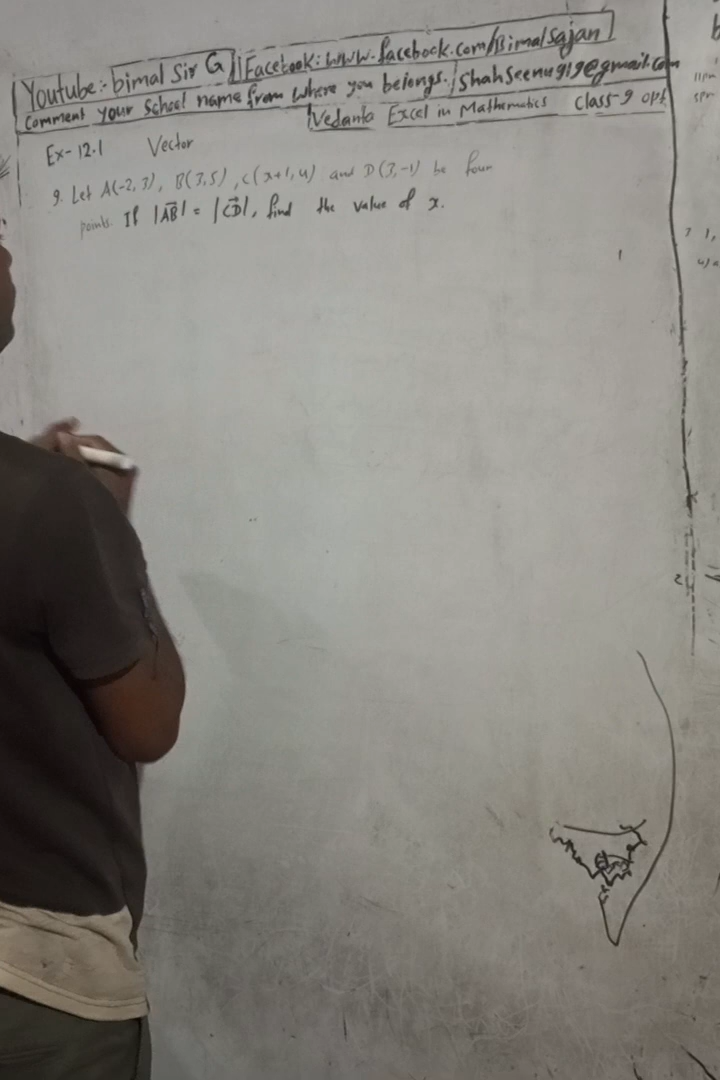 Youtube:- bimal Sir G || Facebook: www.facebook.com/Bimalsajan
Comment your School name from where you belongs. | Shahseenu919@gmail.com
Vedanta Excel in Mathematics Class-9 opt
Ex- 12.1 Vector
9. Let A(-2,3), B(3,5), C(x+1,4) and D(3,-1) be four
points. If |AB⃗| = |CD⃗|, find the value of x.